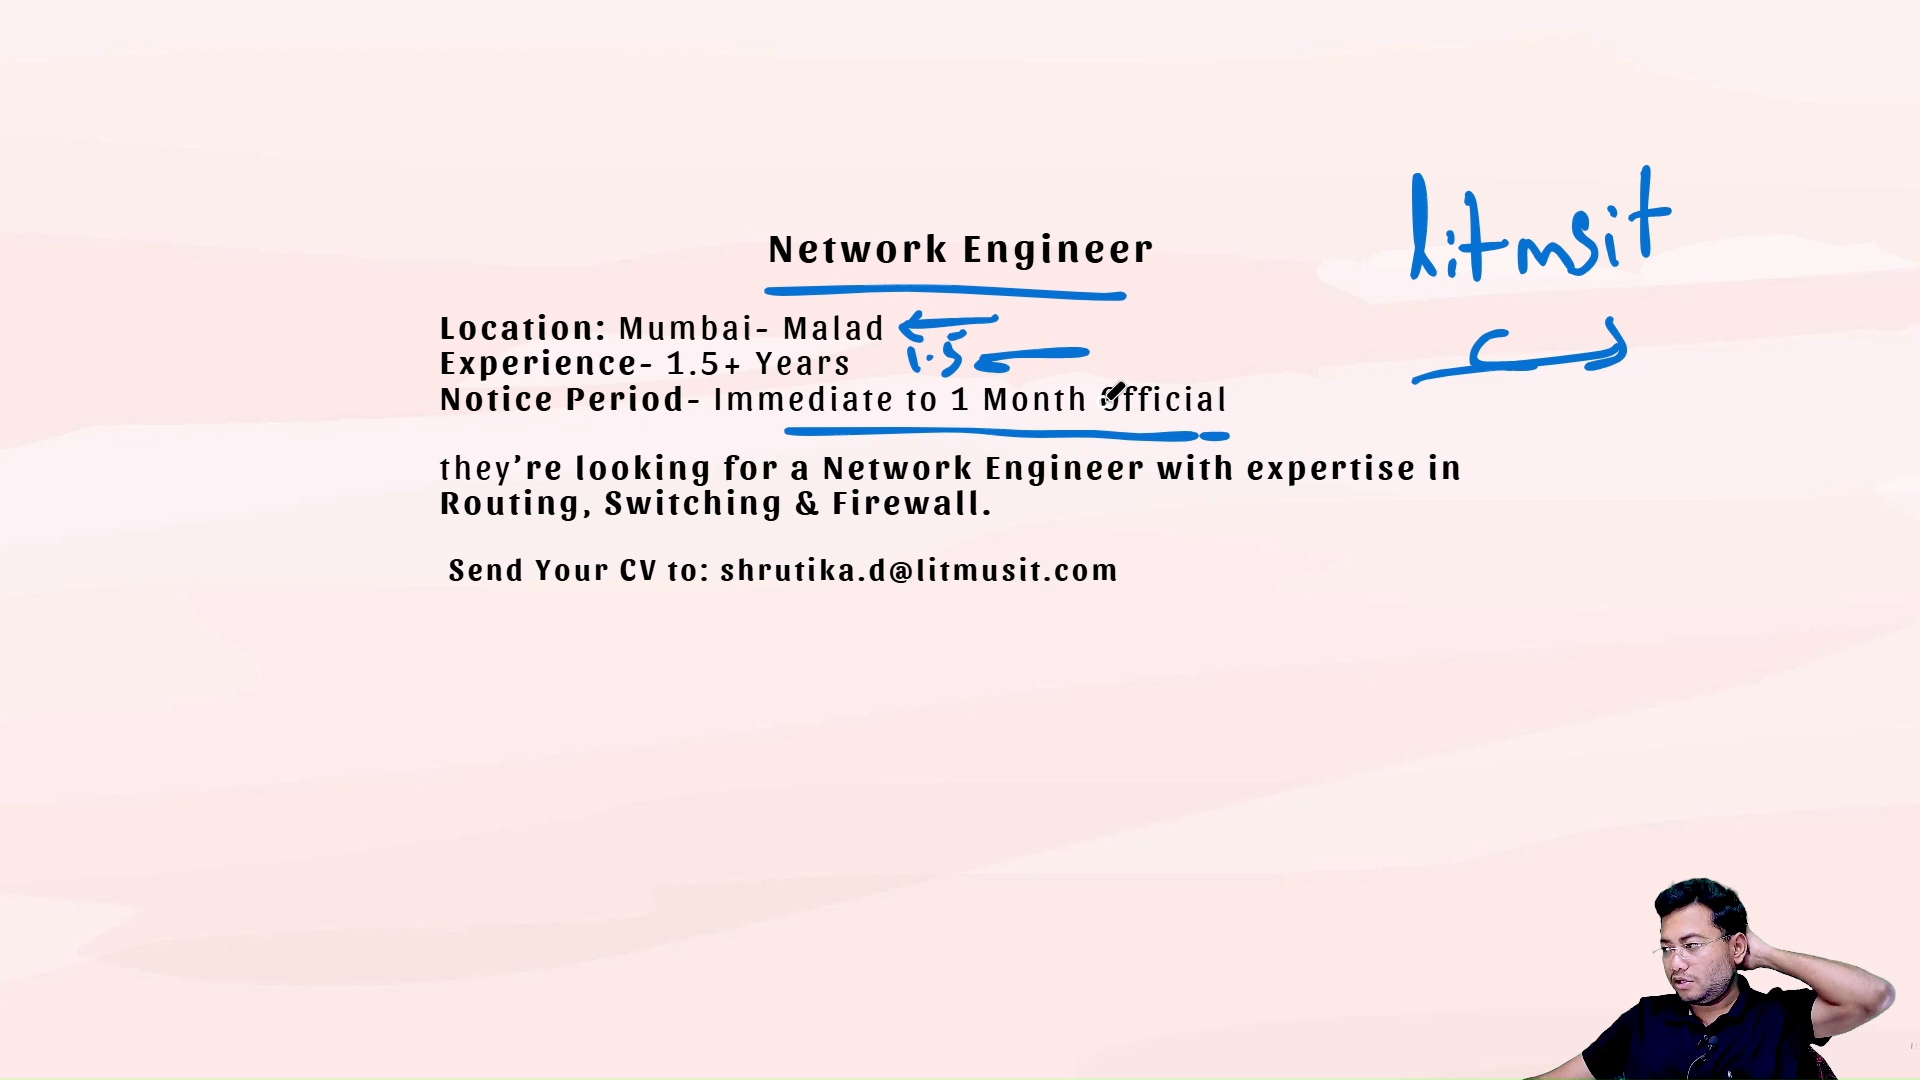 Network Engineer
litmsit
Location: Mumbai- Malad
1.5
Experience- 1.5+ Years
Notice Period- Immediate to 1 Month Official
they're looking for a Network Engineer with expertise in
Routing, Switching & Firewall.
Send Your CV to: shrutika.d@litmusit.com